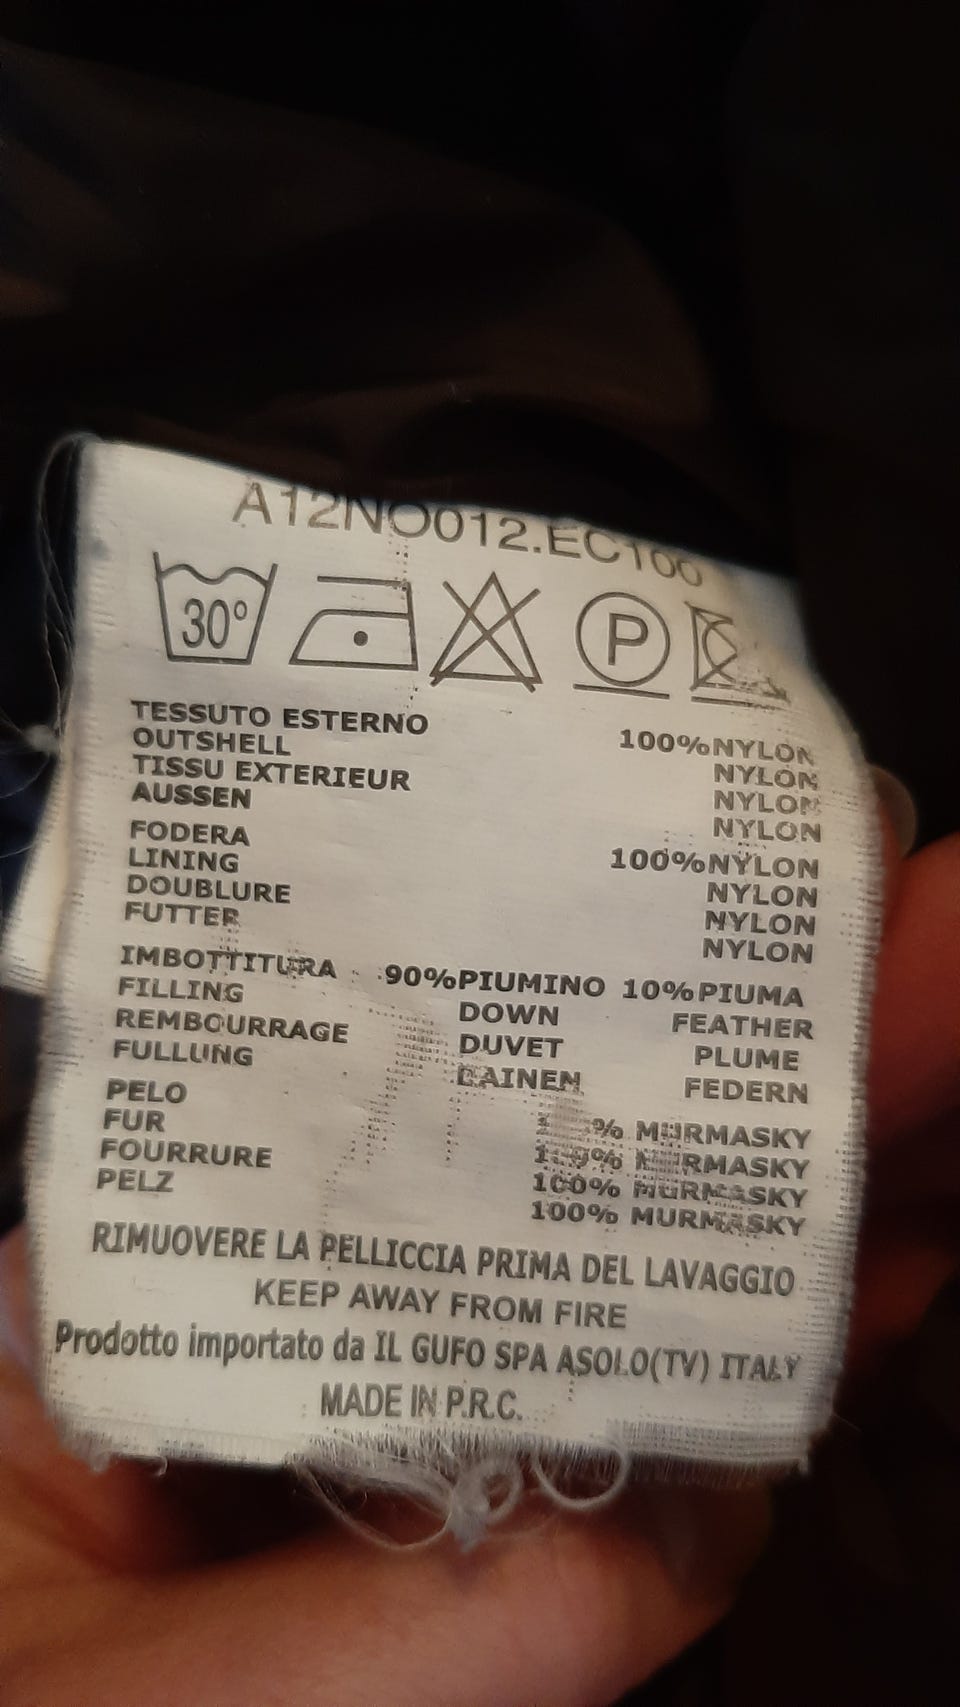 A12NO012.EC100
30°
P
TESSUTO ESTERNO 100%NYLON
OUTSHELL NYLON
TISSU EXTERIEUR NYLON
AUSSEN NYLON
FODERA 100%NYLON
LINING NYLON
DOUBLURE NYLON
FUTTER NYLON
IMBOTTITURA 90%PIUMINO 10%PIUMA
FILLING DOWN FEATHER
REMBOURRAGE DUVET PLUME
FULLUNG DAINEN FEDERN
PELO % MURMASKY
FUR 100% MURMASKY
FOURRURE 100% MURMASKY
PELZ 100% MURMASKY
RIMUOVERE LA PELLICCIA PRIMA DEL LAVAGGIO
KEEP AWAY FROM FIRE
Prodotto importato da IL GUFO SPA ASOLO(TV) ITALY
MADE IN P.R.C.